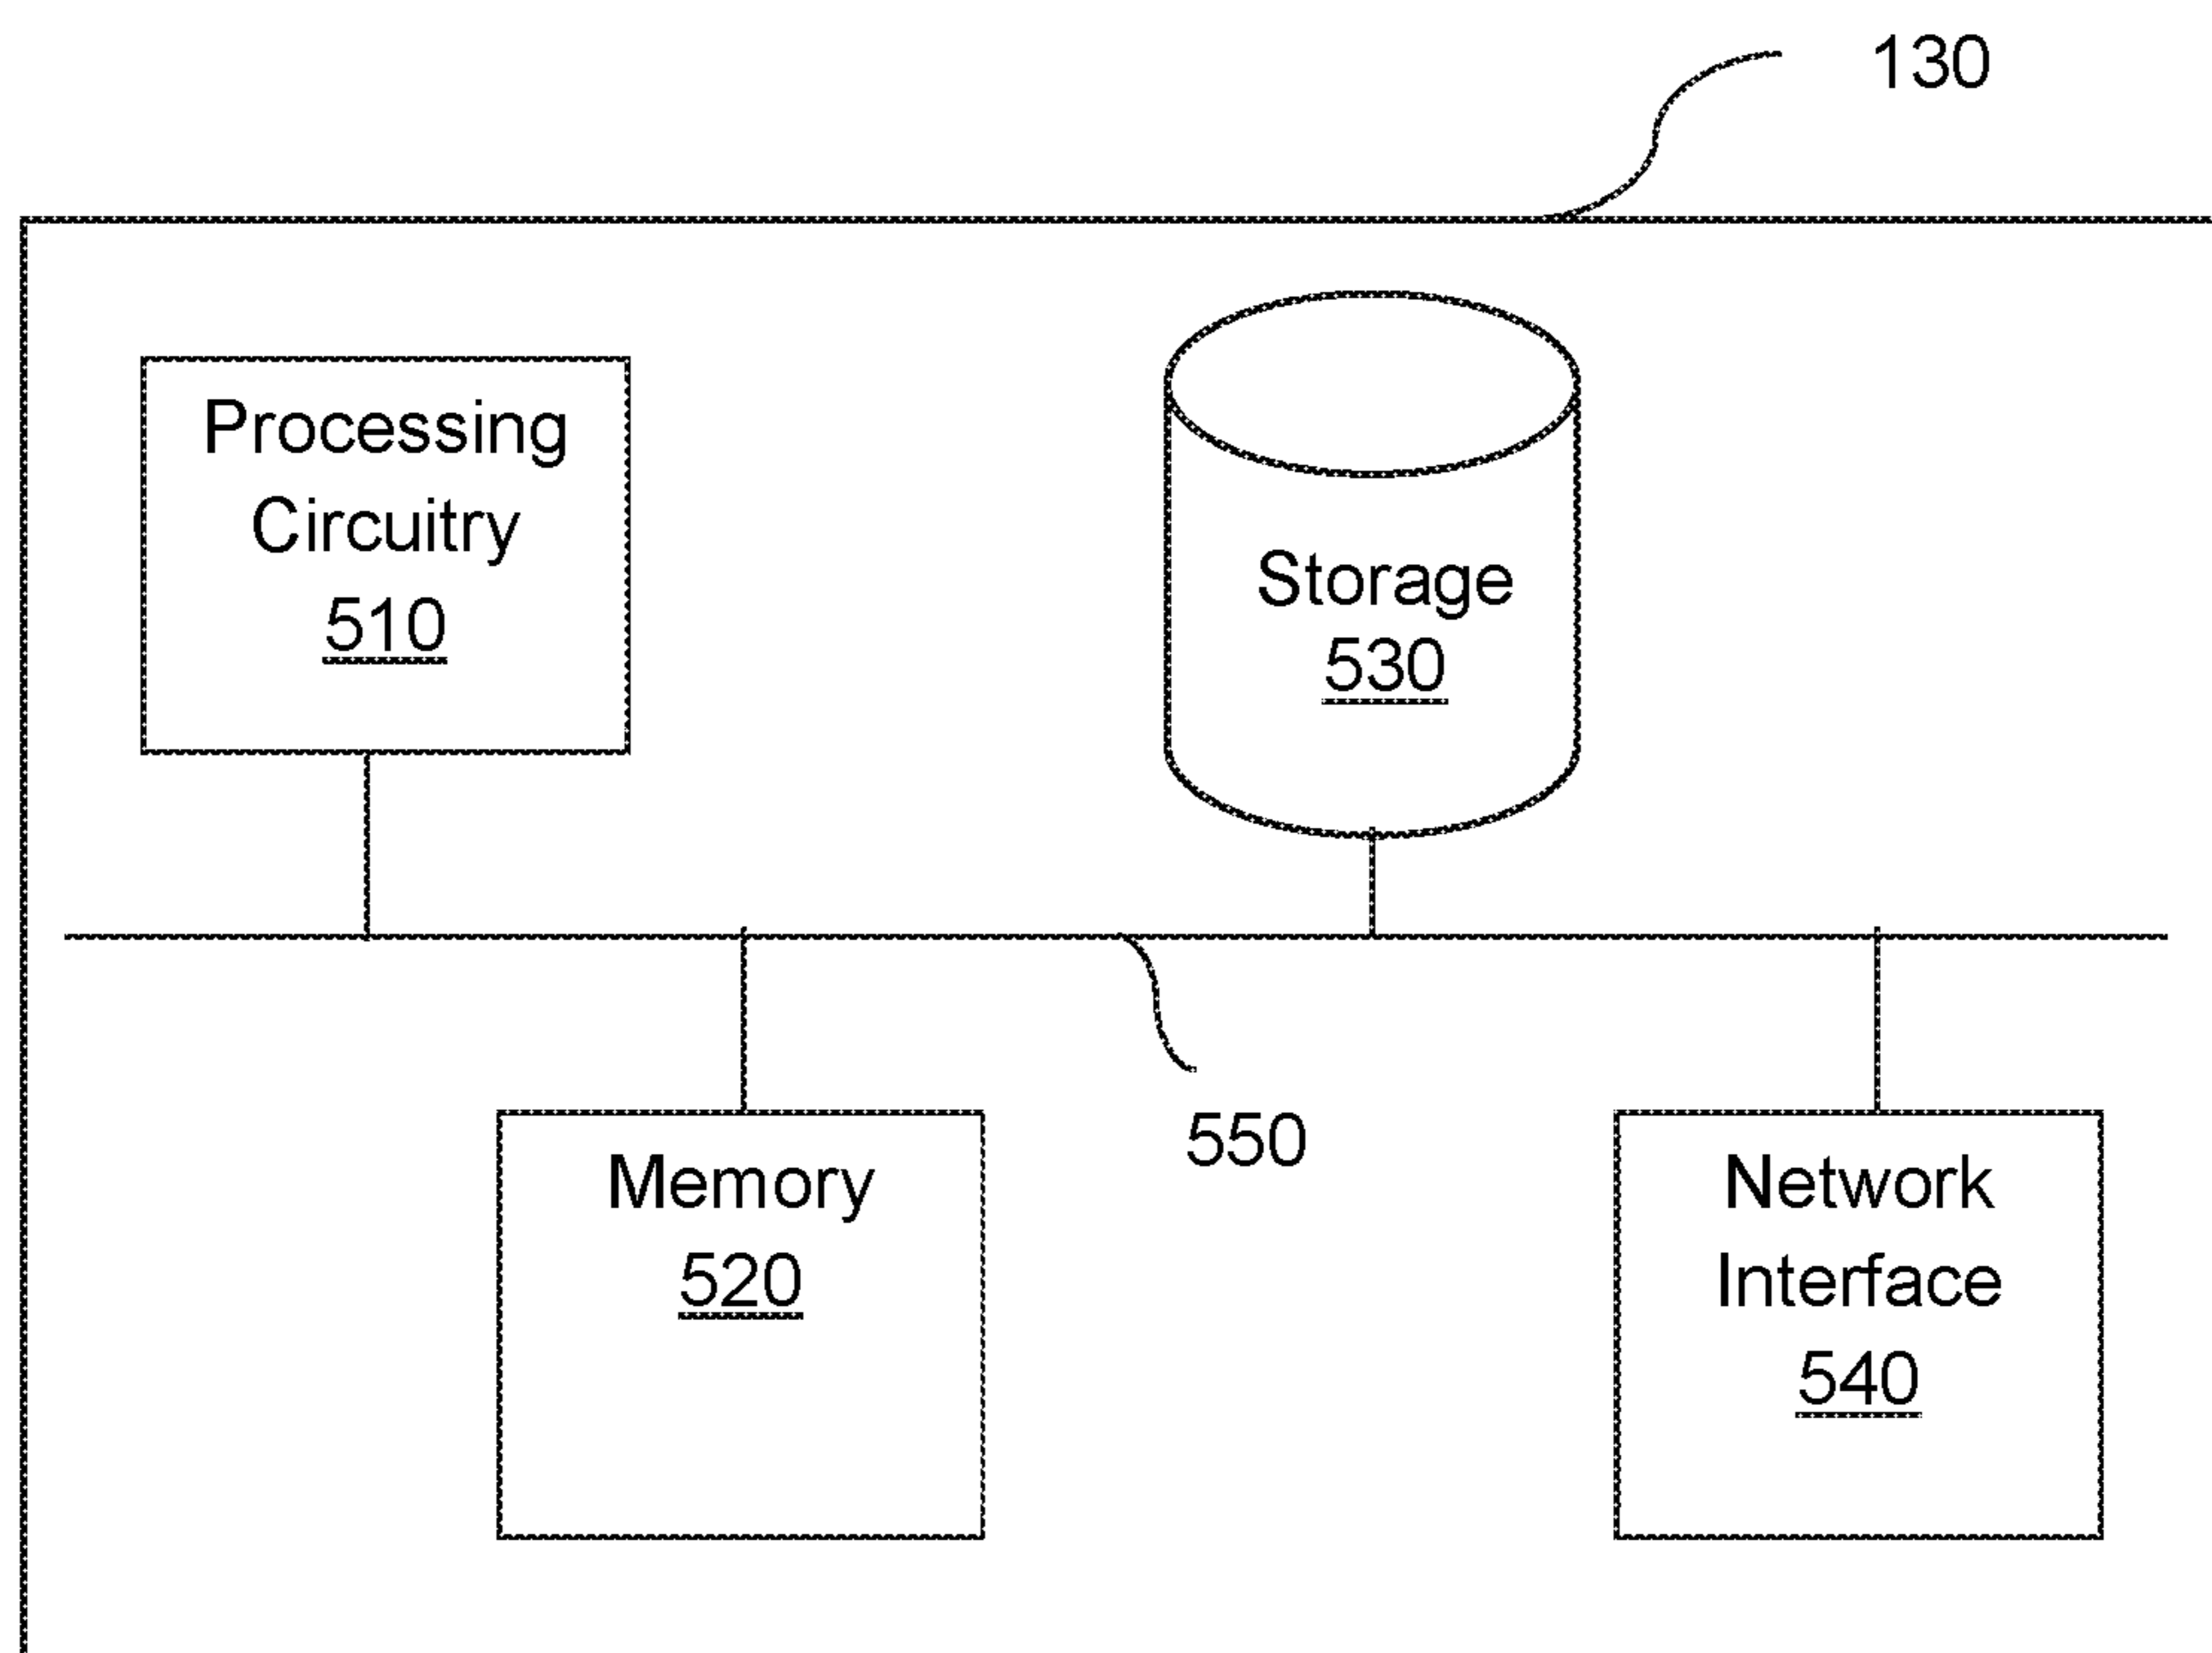 130
Processing
Circuitry
510
Storage
530
550
Memory
520
Network
Interface
540